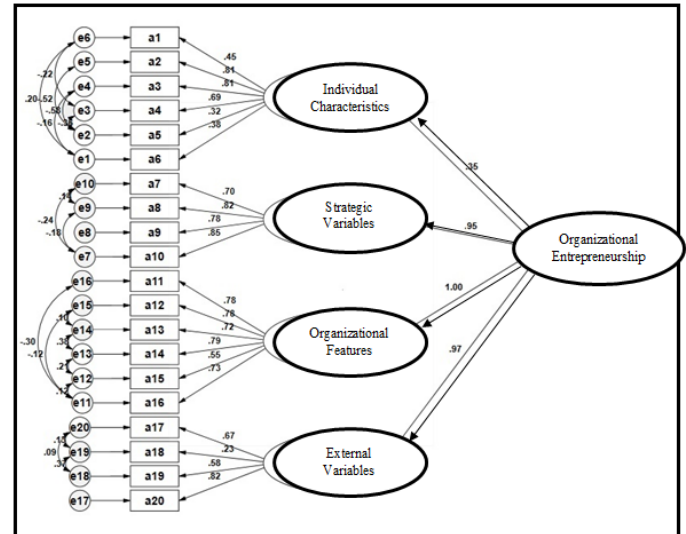 e6 a1
e5 a2
e4 a3
e3 a4
e2 a5
e1 a6
-.22
.20
-.52
-.16
.45
.81
.81
.69
.32
.38
Individual
Characteristics
.35
e10 a7
e9 a8
e8 a9
e7 a10
-.24
-.18
.70
.82
.78
.85
Strategic
Variables
.95
Organizational
Entrepreneurship
e16 a11
e15 a12
e14 a13
e13 a14
e12 a15
e11 a16
-.30
-.12
.38
.78
.78
.72
.79
.55
.73
Organizational
Features
1.00
.97
e20 a17
e19 a18
e18 a19
e17 a20
.09
.67
.23
.58
.82
External
Variables